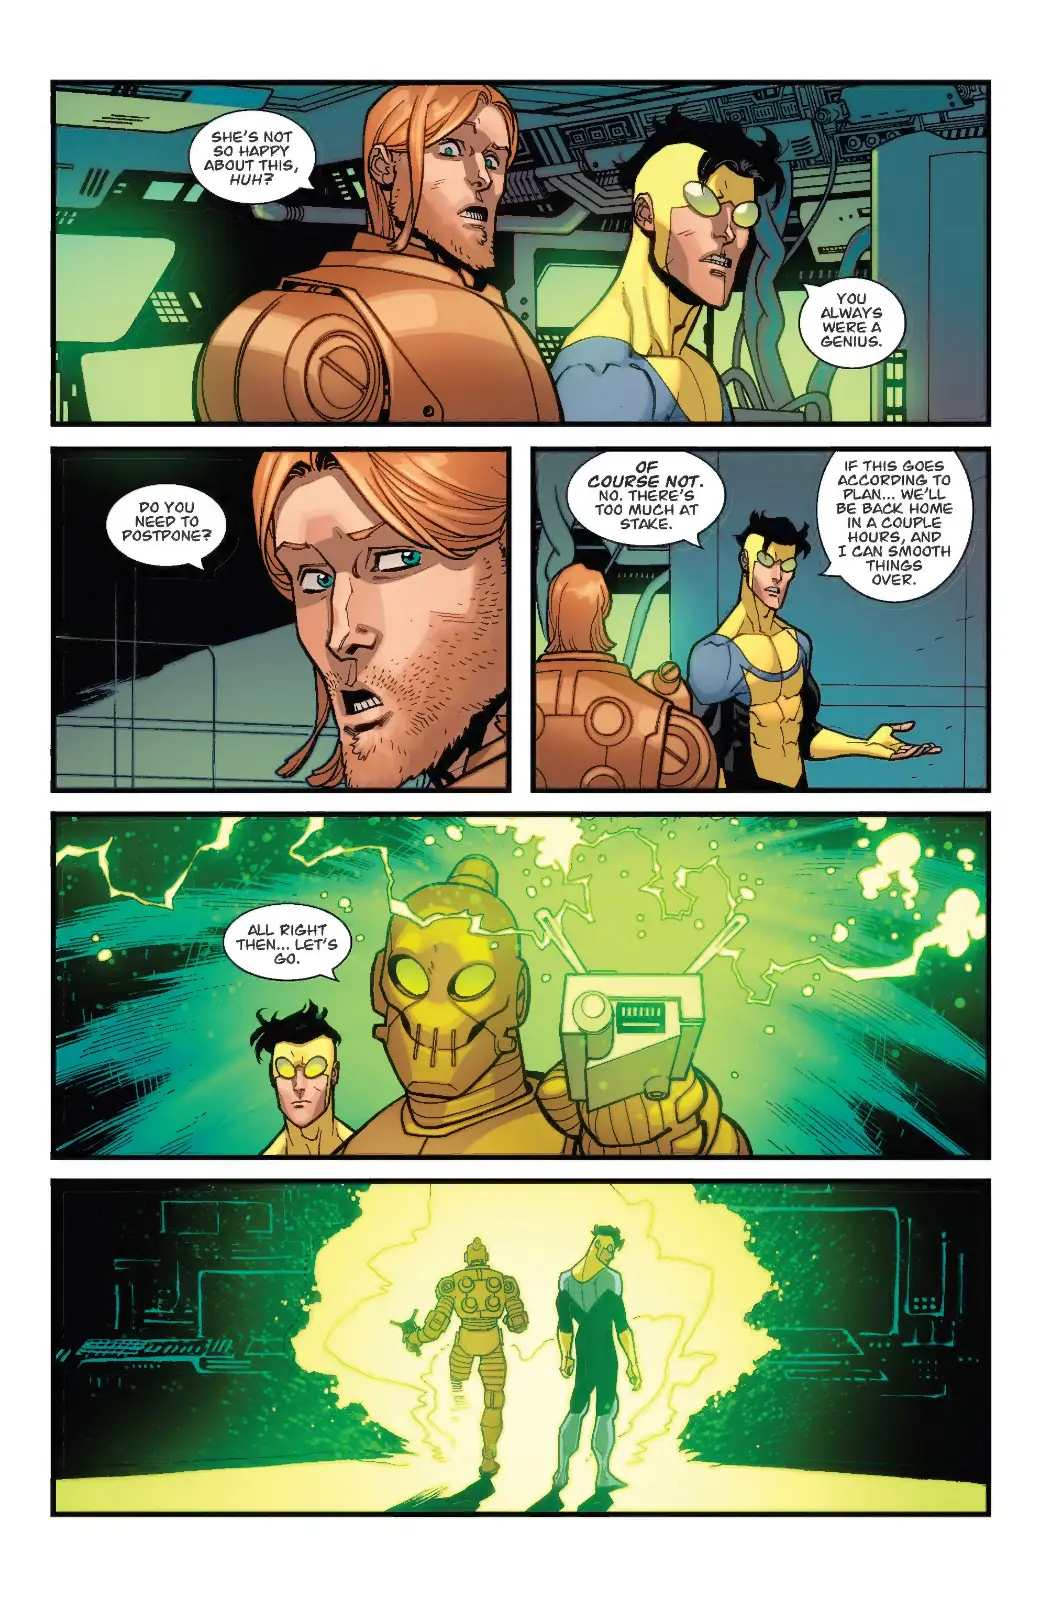 SHE'S NOT
SO HAPPY
ABOUT THIS,
HUH?
YOU
ALWAYS
WERE A
GENIUS.
DO YOU
NEED TO
POSTPONE?
OF
COURSE NOT.
NO. THERE'S
TOO MUCH AT
STAKE.
IF THIS GOES
ACCORDING TO
PLAN... WE'LL
BE BACK HOME
IN A COUPLE
HOURS, AND
I CAN SMOOTH
THINGS
OVER.
ALL RIGHT
THEN... LET'S
GO.